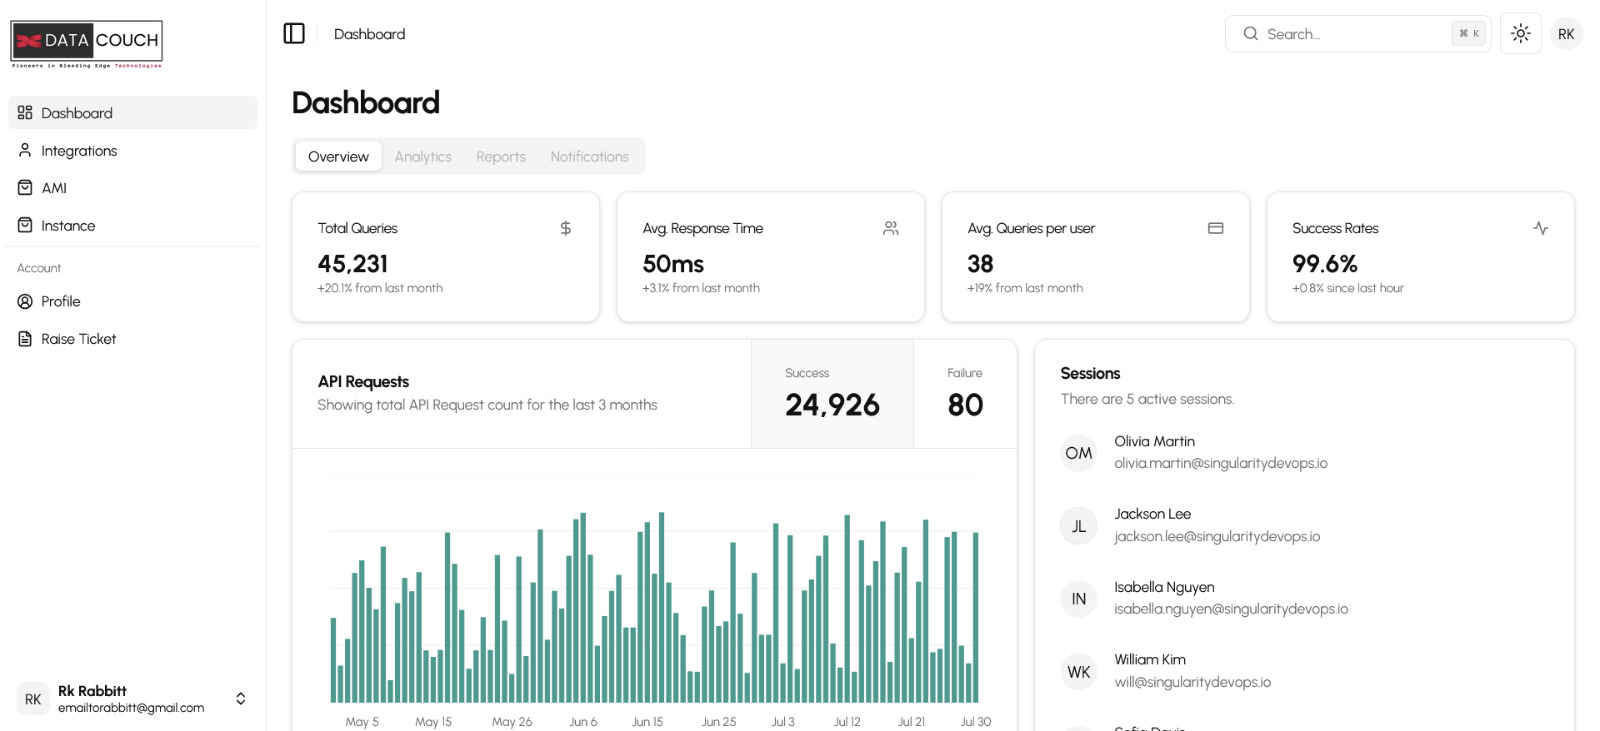 DATA COUCH
Pioneers in Bleeding Edge Technologies
Dashboard
Integrations
AMI
Instance
Account
Profile
Raise Ticket
RK
Rk Rabbitt
emailtorabbitt@gmail.com
Dashboard
Search...
⌘ K
RK
Dashboard
Overview
Analytics
Reports
Notifications
Total Queries
45,231
+20.1% from last month
Avg. Response Time
50ms
+3.1% from last month
Avg. Queries per user
38
+19% from last month
Success Rates
99.6%
+0.8% since last hour
API Requests
Showing total API Request count for the last 3 months
Success
24,926
Failure
80
May 5
May 15
May 26
Jun 6
Jun 15
Jun 25
Jul 3
Jul 12
Jul 21
Jul 30
Sessions
There are 5 active sessions.
OM
Olivia Martin
olivia.martin@singularitydevops.io
JL
Jackson Lee
jackson.lee@singularitydevops.io
IN
Isabella Nguyen
isabella.nguyen@singularitydevops.io
WK
William Kim
will@singularitydevops.io